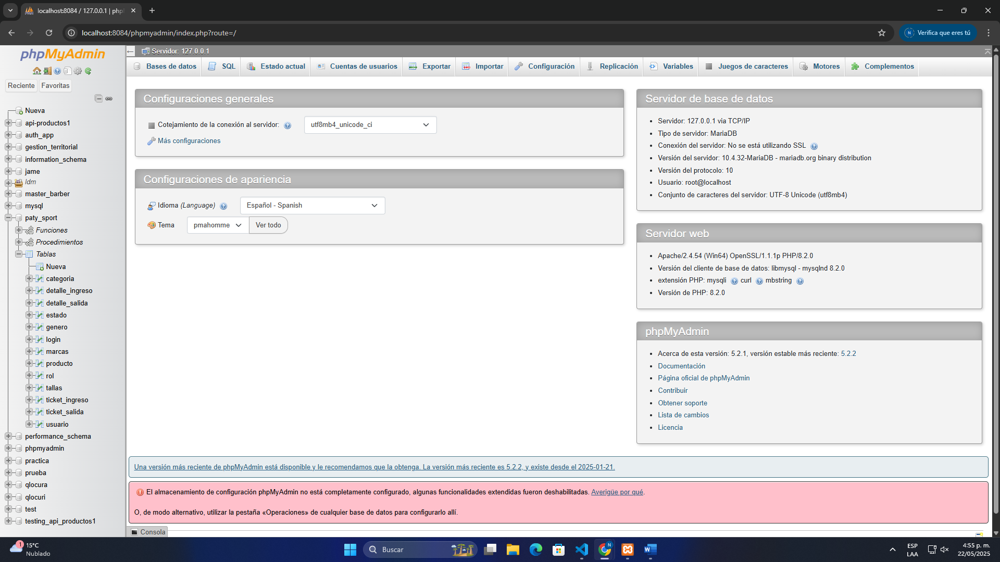 localhost:8084 / 127.0.0.1 | php
localhost:8084/phpmyadmin/index.php?route=/
N
Verifica que eres tú
phpMyAdmin
Reciente
Favoritas
Nueva
api-productos1
auth_app
gestion_territorial
information_schema
jame
ldm
master_barber
mysql
paty_sport
Funciones
Procedimientos
Tablas
Nueva
categoria
detalle_ingreso
detalle_salida
estado
genero
login
marcas
producto
rol
tallas
ticket_ingreso
ticket_salida
usuario
performance_schema
phpmyadmin
practica
prueba
qlocura
qlocuri
test
testing_api_productos1
Servidor: 127.0.0.1
Bases de datos
SQL
Estado actual
Cuentas de usuarios
Exportar
Importar
Configuración
Replicación
Variables
Juegos de caracteres
Motores
Complementos
Configuraciones generales
Cotejamiento de la conexión al servidor:
utf8mb4_unicode_ci
Más configuraciones
Configuraciones de apariencia
Idioma (Language)
Español - Spanish
Tema
pmahomme
Ver todo
Servidor de base de datos
Servidor: 127.0.0.1 via TCP/IP
Tipo de servidor: MariaDB
Conexión del servidor: No se está utilizando SSL
Versión del servidor: 10.4.32-MariaDB - mariadb.org binary distribution
Versión del protocolo: 10
Usuario: root@localhost
Conjunto de caracteres del servidor: UTF-8 Unicode (utf8mb4)
Servidor web
Apache/2.4.54 (Win64) OpenSSL/1.1.1p PHP/8.2.0
Versión del cliente de base de datos: libmysql - mysqlnd 8.2.0
extensión PHP: mysqli curl mbstring
Versión de PHP: 8.2.0
phpMyAdmin
Acerca de esta versión: 5.2.1, versión estable más reciente: 5.2.2
Documentación
Página oficial de phpMyAdmin
Contribuir
Obtener soporte
Lista de cambios
Licencia
Una versión más reciente de phpMyAdmin está disponible y le recomendamos que la obtenga. La versión más reciente es 5.2.2, y existe desde el 2025-01-21.
El almacenamiento de configuración phpMyAdmin no está completamente configurado, algunas funcionalidades extendidas fueron deshabilitadas. Averigüe por qué.
O, de modo alternativo, utilizar la pestaña «Operaciones» de cualquier base de datos para configurarlo allí.
Consola
1
15°C
Nublado
Buscar
N
ESP
LAA
4:55 p. m.
22/05/2025